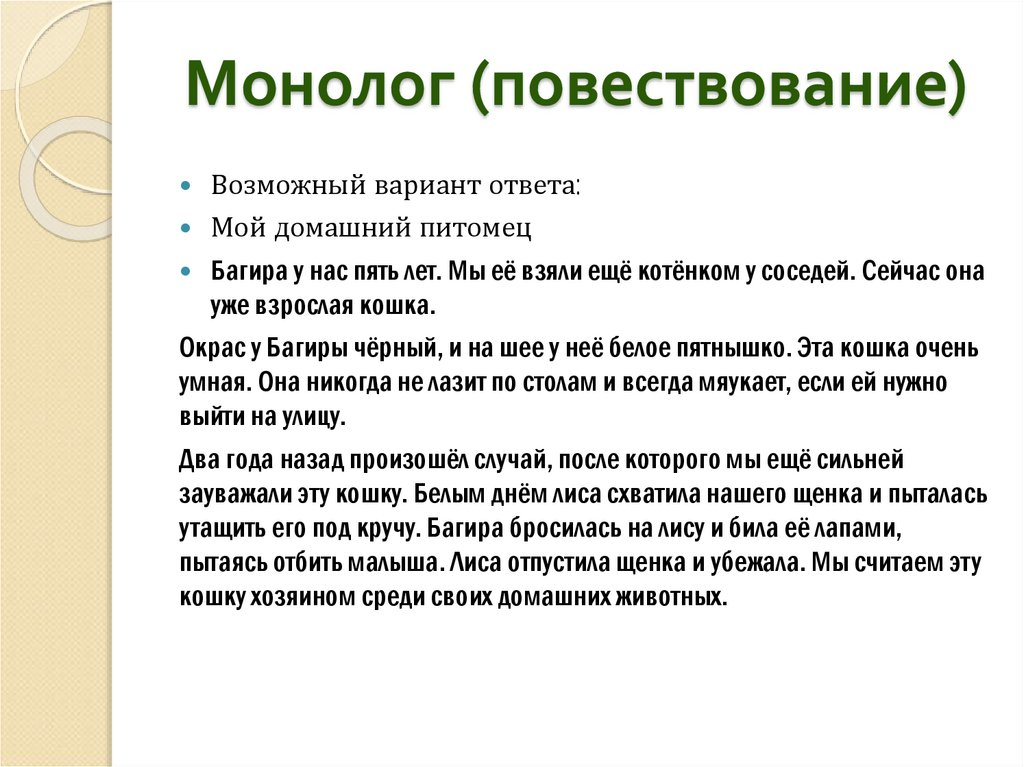 Монолог (повествование)
Возможный вариант ответа:
Мой домашний питомец
Багира у нас пять лет. Мы её взяли ещё котёнком у соседей. Сейчас она
уже взрослая кошка.
Окрас у Багиры чёрный, и на шее у неё белое пятнышко. Эта кошка очень
умная. Она никогда не лазит по столам и всегда мяукает, если ей нужно
выйти на улицу.
Два года назад произошёл случай, после которого мы ещё сильней
зауважали эту кошку. Белым днём лиса схватила нашего щенка и пыталась
утащить его под кручу. Багира бросилась на лису и била её лапами,
пытаясь отбить малыша. Лиса отпустила щенка и убежала. Мы считаем эту
кошку хозяином среди своих домашних животных.